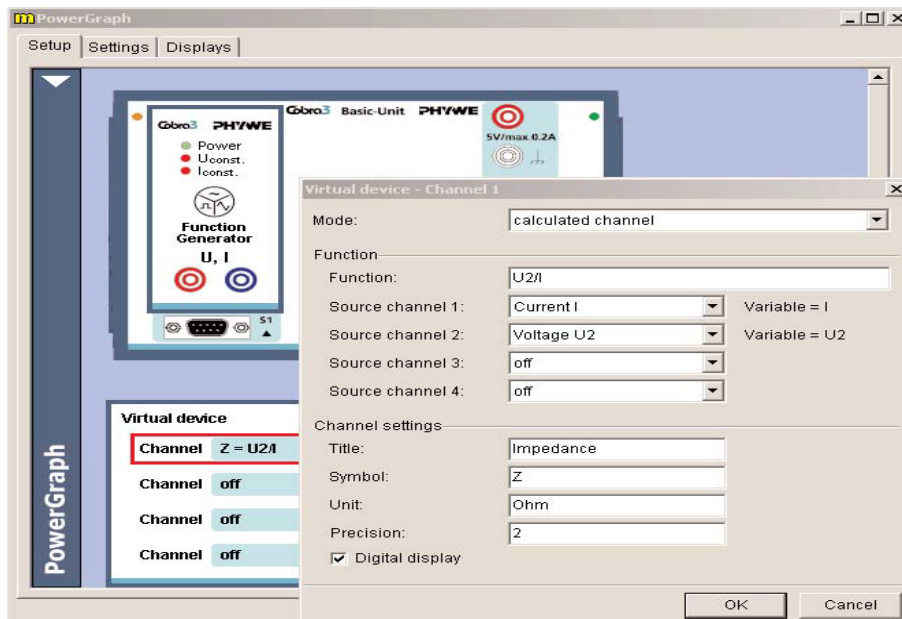 PowerGraph
Setup Settings Displays
Cobra3 PHYWE
Power
Uconst.
Iconst.
Function
Generator
U, I
S1
Cobra3 Basic-Unit PHYWE
5V/max.0.2A
Virtual device - Channel 1
Mode: calculated channel
Function
Function: U2/I
Source channel 1: Current I Variable = I
Source channel 2: Voltage U2 Variable = U2
Source channel 3: off
Source channel 4: off
Channel settings
Title: Impedance
Symbol: Z
Unit: Ohm
Precision: 2
Digital display
OK Cancel
Virtual device
Channel Z = U2/I
Channel off
Channel off
Channel off
PowerGraph